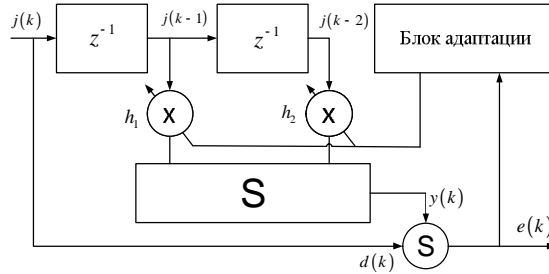 j(k)
z⁻¹
j(k-1)
z⁻¹
j(k-2)
Блок адаптации
h₁
X
h₂
X
S
y(k)
d(k)
S
e(k)